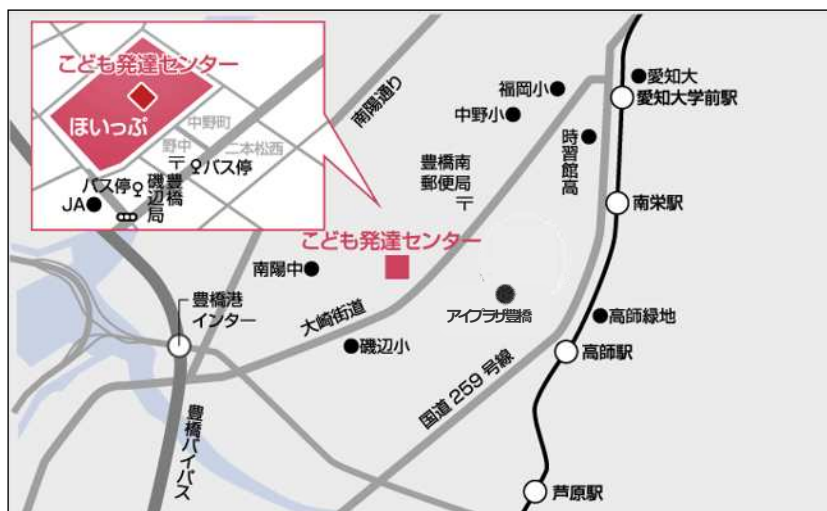 こども発達センター
ほいっぷ
中野町
野中
二本松西
〒
バス停
バス停
豊橋
磯辺局
JA
南陽通り
福岡小
愛知大
愛知大学前駅
中野小
時習館高
豊橋南
郵便局
〒
南栄駅
こども発達センター
南陽中
豊橋港
インター
大崎街道
アイプラザ豊橋
高師緑地
磯辺小
高師駅
国道259号線
豊橋バイパス
芦原駅